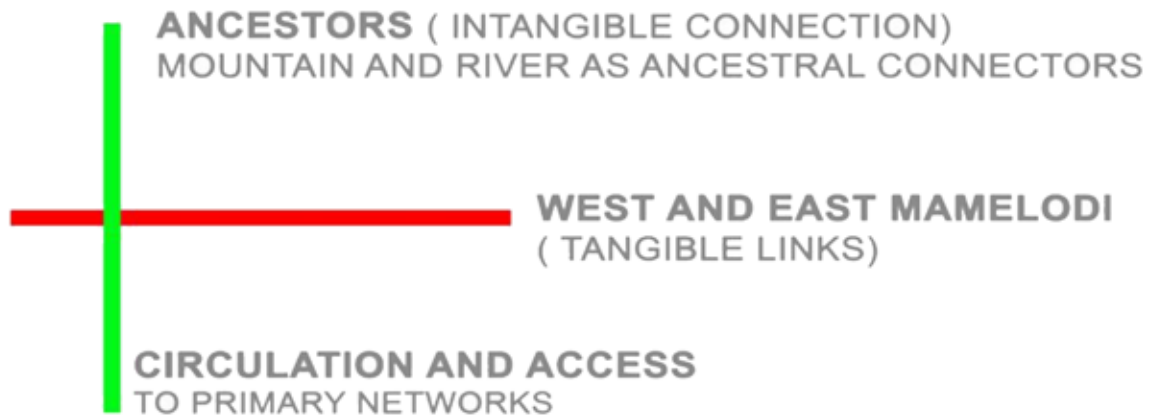 ANCESTORS ( INTANGIBLE CONNECTION)
MOUNTAIN AND RIVER AS ANCESTRAL CONNECTORS
WEST AND EAST MAMELODI
( TANGIBLE LINKS)
CIRCULATION AND ACCESS
TO PRIMARY NETWORKS